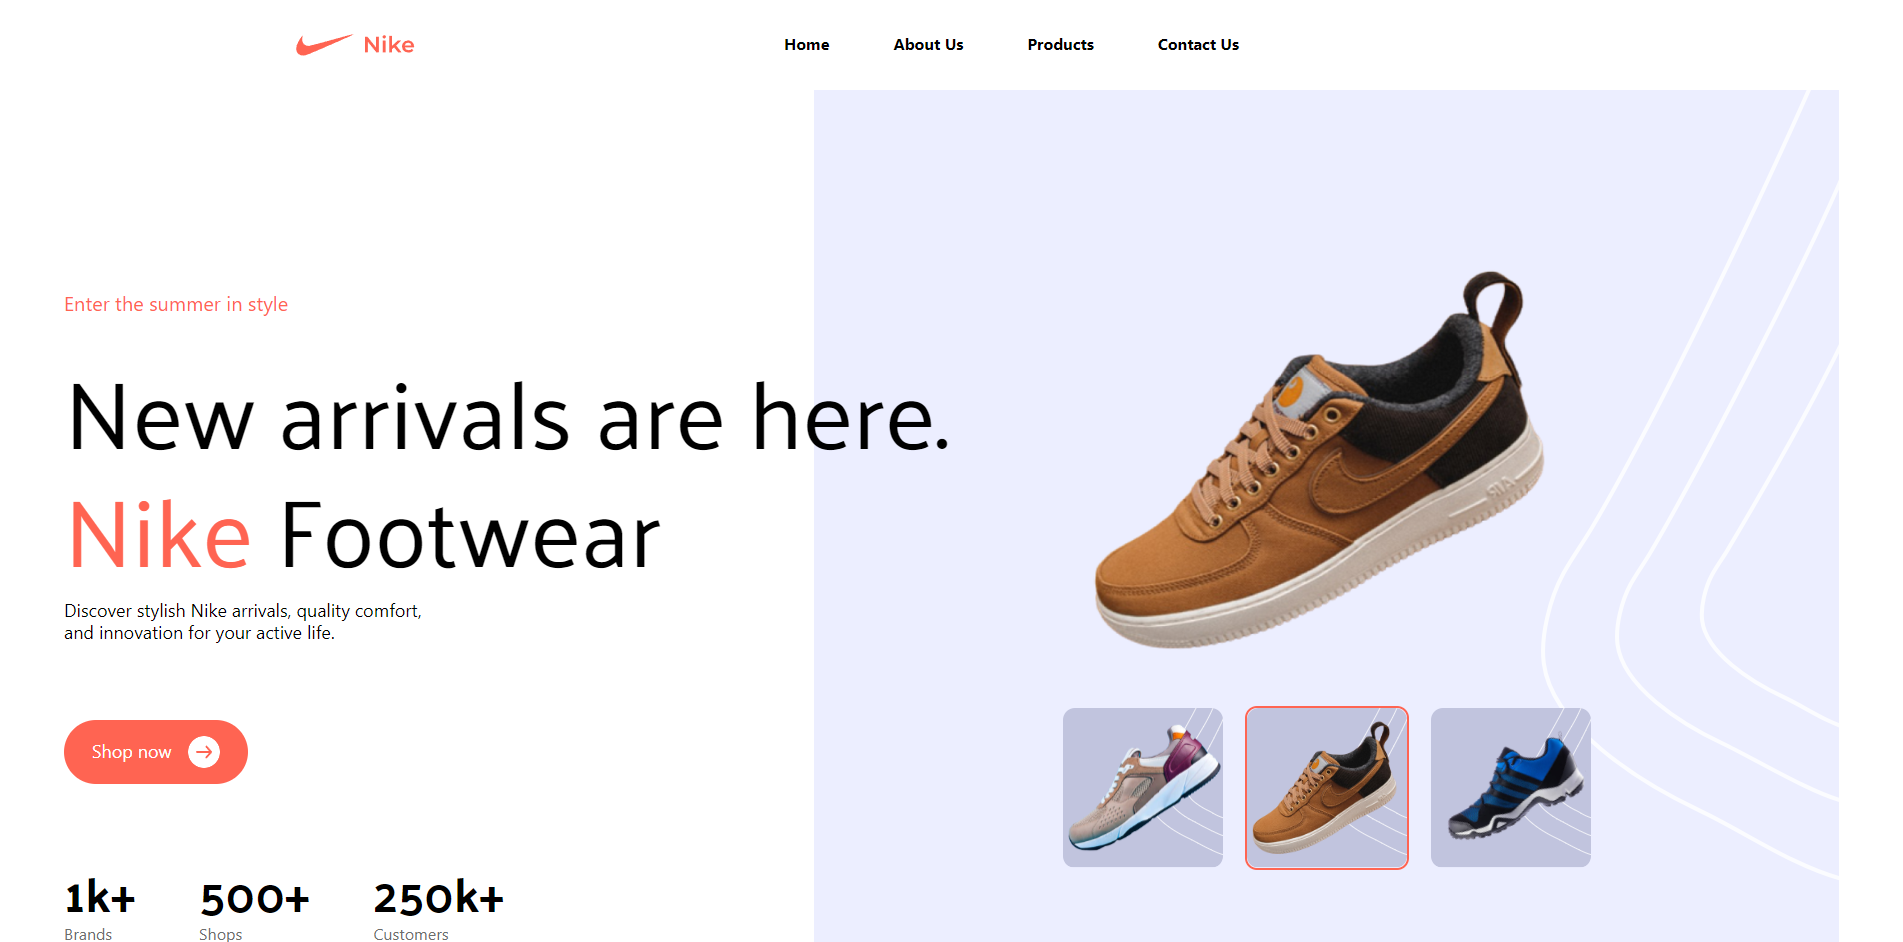 Nike
Home About Us Products Contact Us
Enter the summer in style
New arrivals are here.
Nike Footwear
Discover stylish Nike arrivals, quality comfort,
and innovation for your active life.
Shop now
1k+ 500+ 250k+
Brands Shops Customers
AIR